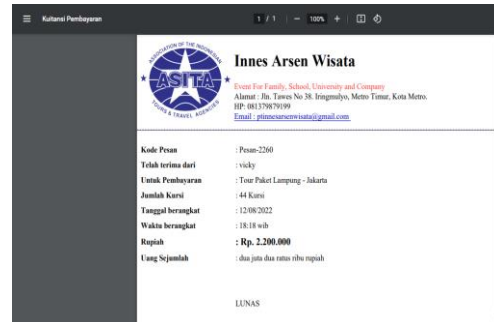 Kuitansi Pembayaran
1 / 1 | — 100% +
ASSOCIATION OF THE INDONESIAN
ASITA
TOURS & TRAVEL AGENCIES
Innes Arsen Wisata
Event For Family, School, University and Company
Alamat : Jln. Tawes No 38. Iringmulyo, Metro Timur, Kota Metro.
HP: 081379879199
Email : ptinnesarsenwisata@gmail.com
Kode Pesan : Pesan-2260
Telah terima dari : vicky
Untuk Pembayaran : Tour Paket Lampung - Jakarta
Jumlah Kursi : 44 Kursi
Tanggal berangkat : 12/08/2022
Waktu berangkat : 18:18 wib
Rupiah : Rp. 2.200.000
Uang Sejumlah : dua juta dua ratus ribu rupiah
LUNAS